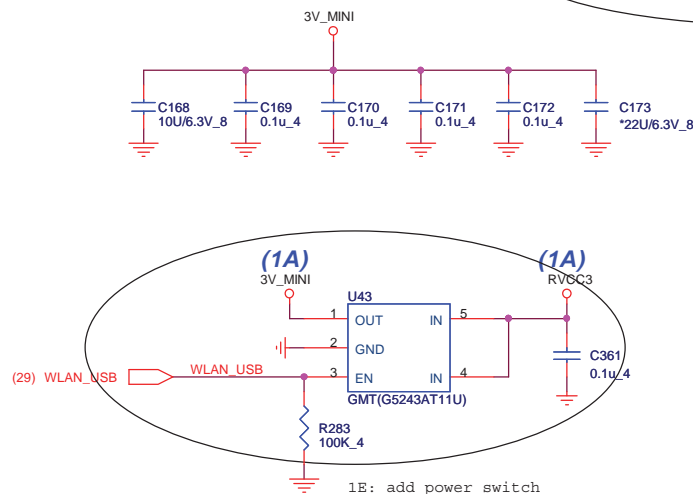 3V_MINI
C168
10U/6.3V_8
C169
0.1u_4
C170
0.1u_4
C171
0.1u_4
C172
0.1u_4
C173
*22U/6.3V_8
(1A)
3V_MINI
(1A)
RVCC3
U43
1 OUT IN 5
2 GND
3 EN IN 4
GMT(G5243AT11U)
(29) WLAN_USB WLAN_USB
C361
0.1u_4
R283
100K_4
1E: add power switch